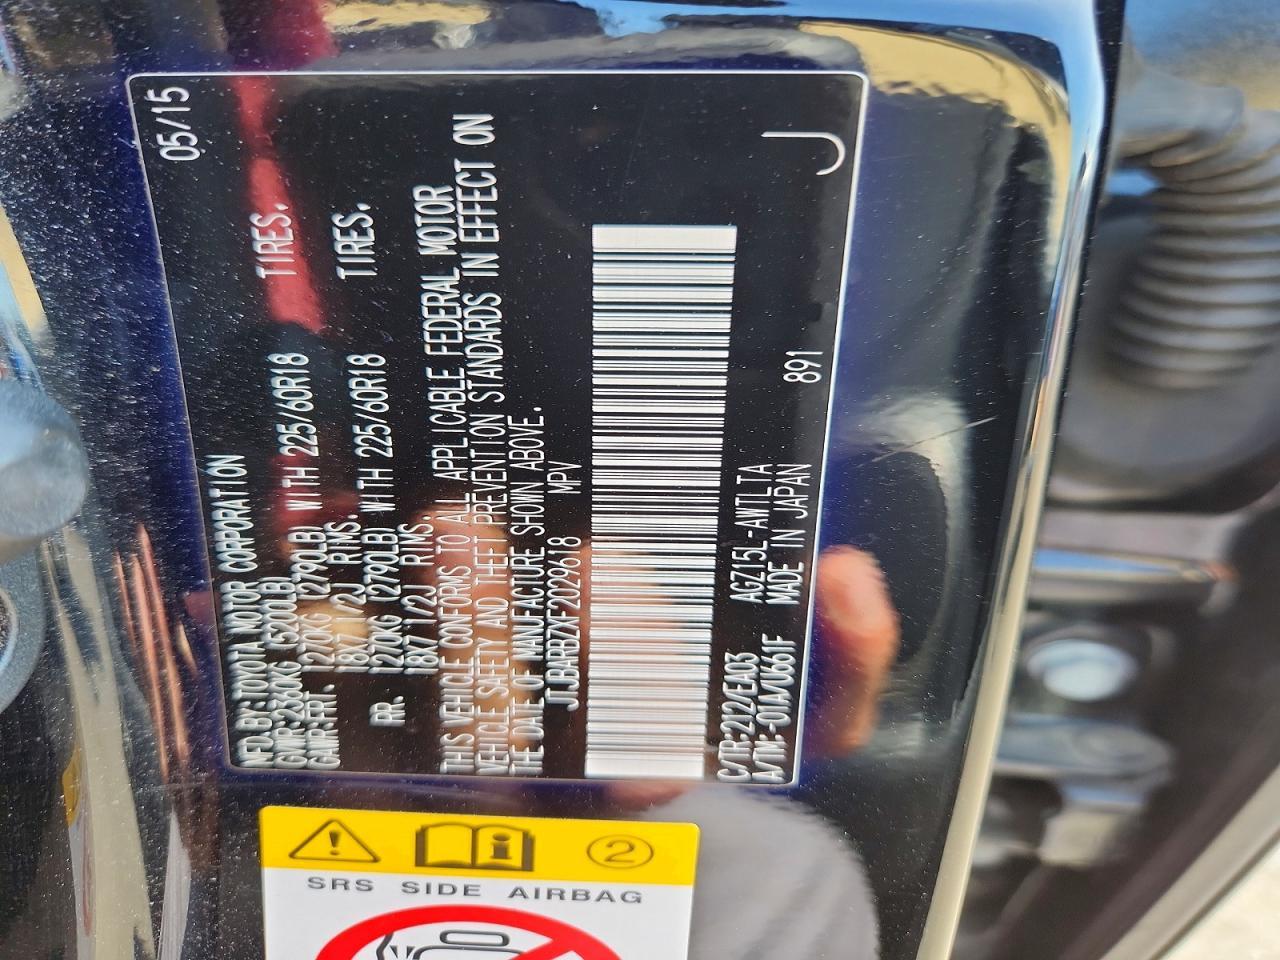 05/15
MFD.BY:TOYOTA MOTOR CORPORATION
GVWR:2360KG (5200LB)
GAWR:FRT. 1270KG (2790LB) WITH 225/60R18 TIRES.
18X7 1/2J RIMS.
RR. 1270KG (2790LB) WITH 225/60R18 TIRES.
18X7 1/2J RIMS.
THIS VEHICLE CONFORMS TO ALL APPLICABLE FEDERAL MOTOR
VEHICLE SAFETY AND THEFT PREVENTION STANDARDS IN EFFECT ON
THE DATE OF MANUFACTURE SHOWN ABOVE.
JTJBARBZXF2029618 MPV
C/TR:212/EA03 AGZ15L-AWTLTA
A/TM:-01A/U661F MADE IN JAPAN 891
J
2
SRS SIDE AIRBAG